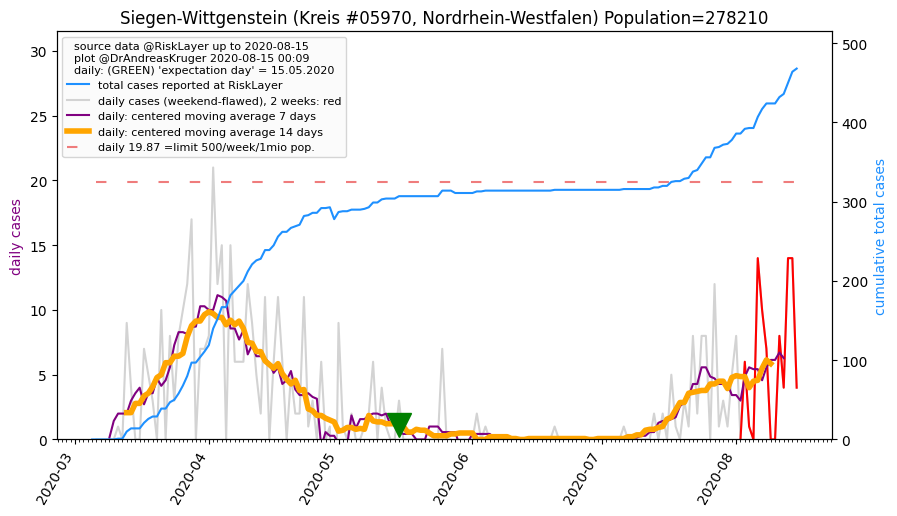 Siegen-Wittgenstein (Kreis #05970, Nordrhein-Westfalen) Population=278210
source data @RiskLayer up to 2020-08-15
plot @DrAndreasKruger 2020-08-15 00:09
daily: (GREEN) 'expectation day' = 15.05.2020
total cases reported at RiskLayer
daily cases (weekend-flawed), 2 weeks: red
daily: centered moving average 7 days
daily: centered moving average 14 days
daily 19.87 =limit 500/week/1mio pop.
daily cases
30
25
20
15
10
5
0
cumulative total cases
500
400
300
200
100
0
2020-03
2020-04
2020-05
2020-06
2020-07
2020-08